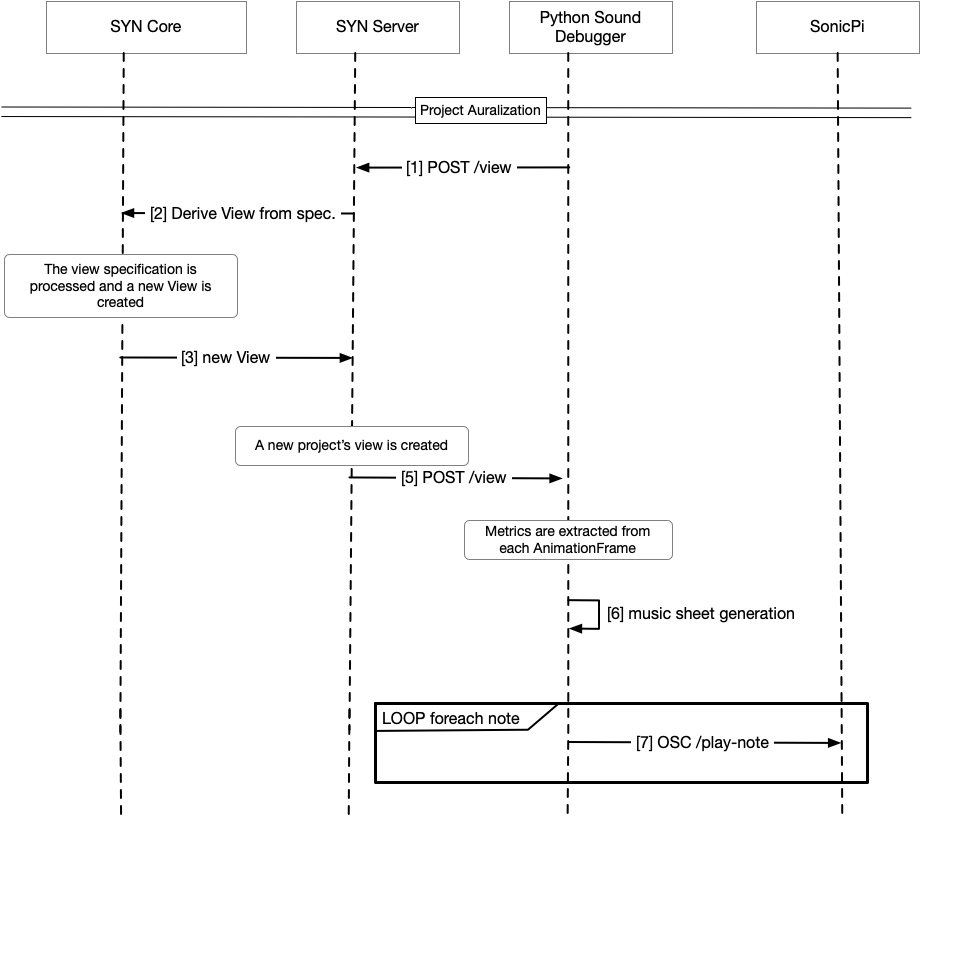 SYN Core
SYN Server
Python Sound
Debugger
SonicPi
Project Auralization
[1] POST /view
[2] Derive View from spec.
The view specification is
processed and a new View is
created
[3] new View
A new project's view is created
[5] POST /view
Metrics are extracted from
each AnimationFrame
[6] music sheet generation
LOOP foreach note
[7] OSC /play-note